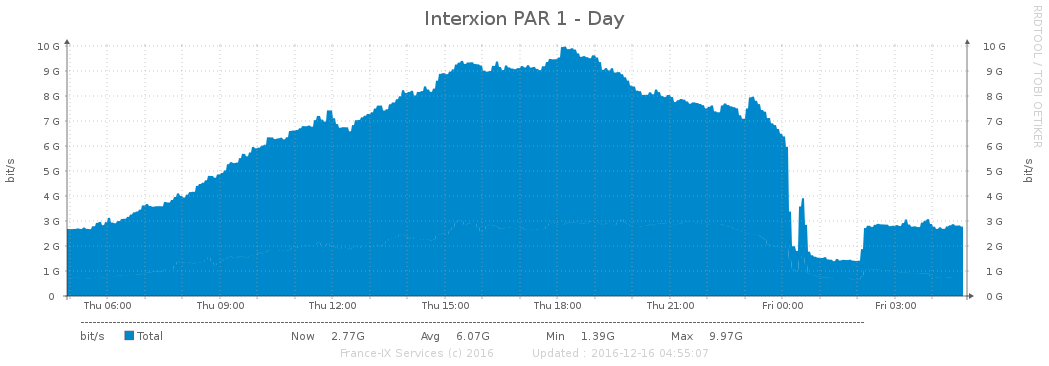 Interxion PAR 1 - Day
RRDTOOL / TOBI OETIKER
bit/s
10 G
9 G
8 G
7 G
6 G
5 G
4 G
3 G
2 G
1 G
0
10 G
9 G
8 G
7 G
6 G
5 G
4 G
3 G
2 G
1 G
0 G
bit/s
Thu 06:00 Thu 09:00 Thu 12:00 Thu 15:00 Thu 18:00 Thu 21:00 Fri 00:00 Fri 03:00
bit/s Total Now 2.77G Avg 6.07G Min 1.39G Max 9.97G
France-IX Services (c) 2016 Updated : 2016-12-16 04:55:07